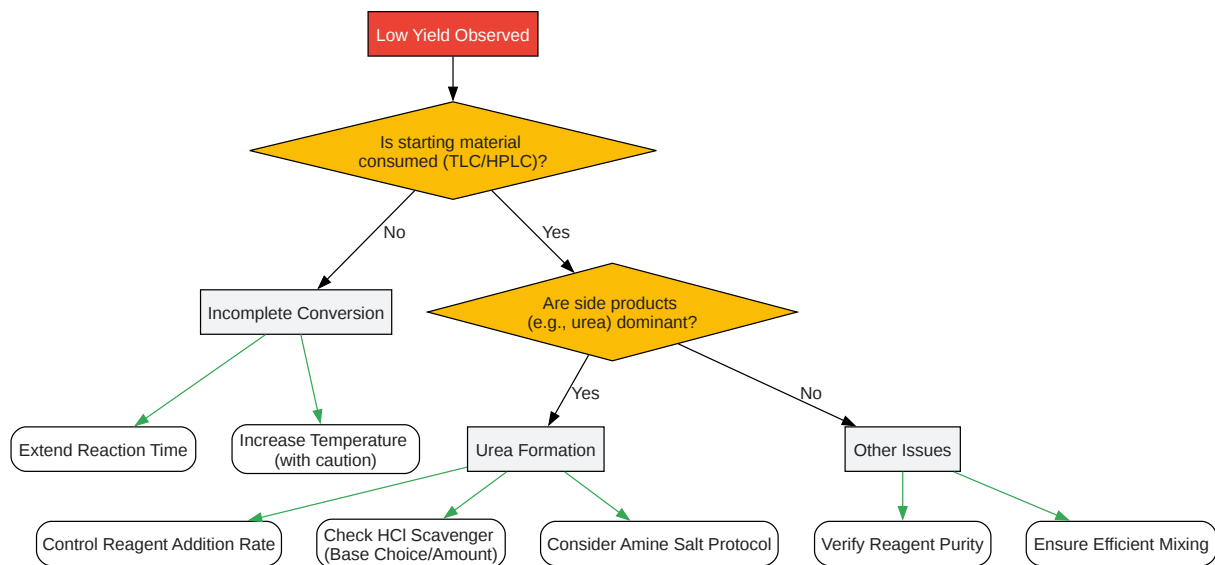 Low Yield Observed
Is starting material
consumed (TLC/HPLC)?
No
Yes
Incomplete Conversion
Are side products
(e.g., urea) dominant?
Yes
No
Extend Reaction Time
Increase Temperature
(with caution)
Urea Formation
Other Issues
Control Reagent Addition Rate
Check HCl Scavenger
(Base Choice/Amount)
Consider Amine Salt Protocol
Verify Reagent Purity
Ensure Efficient Mixing